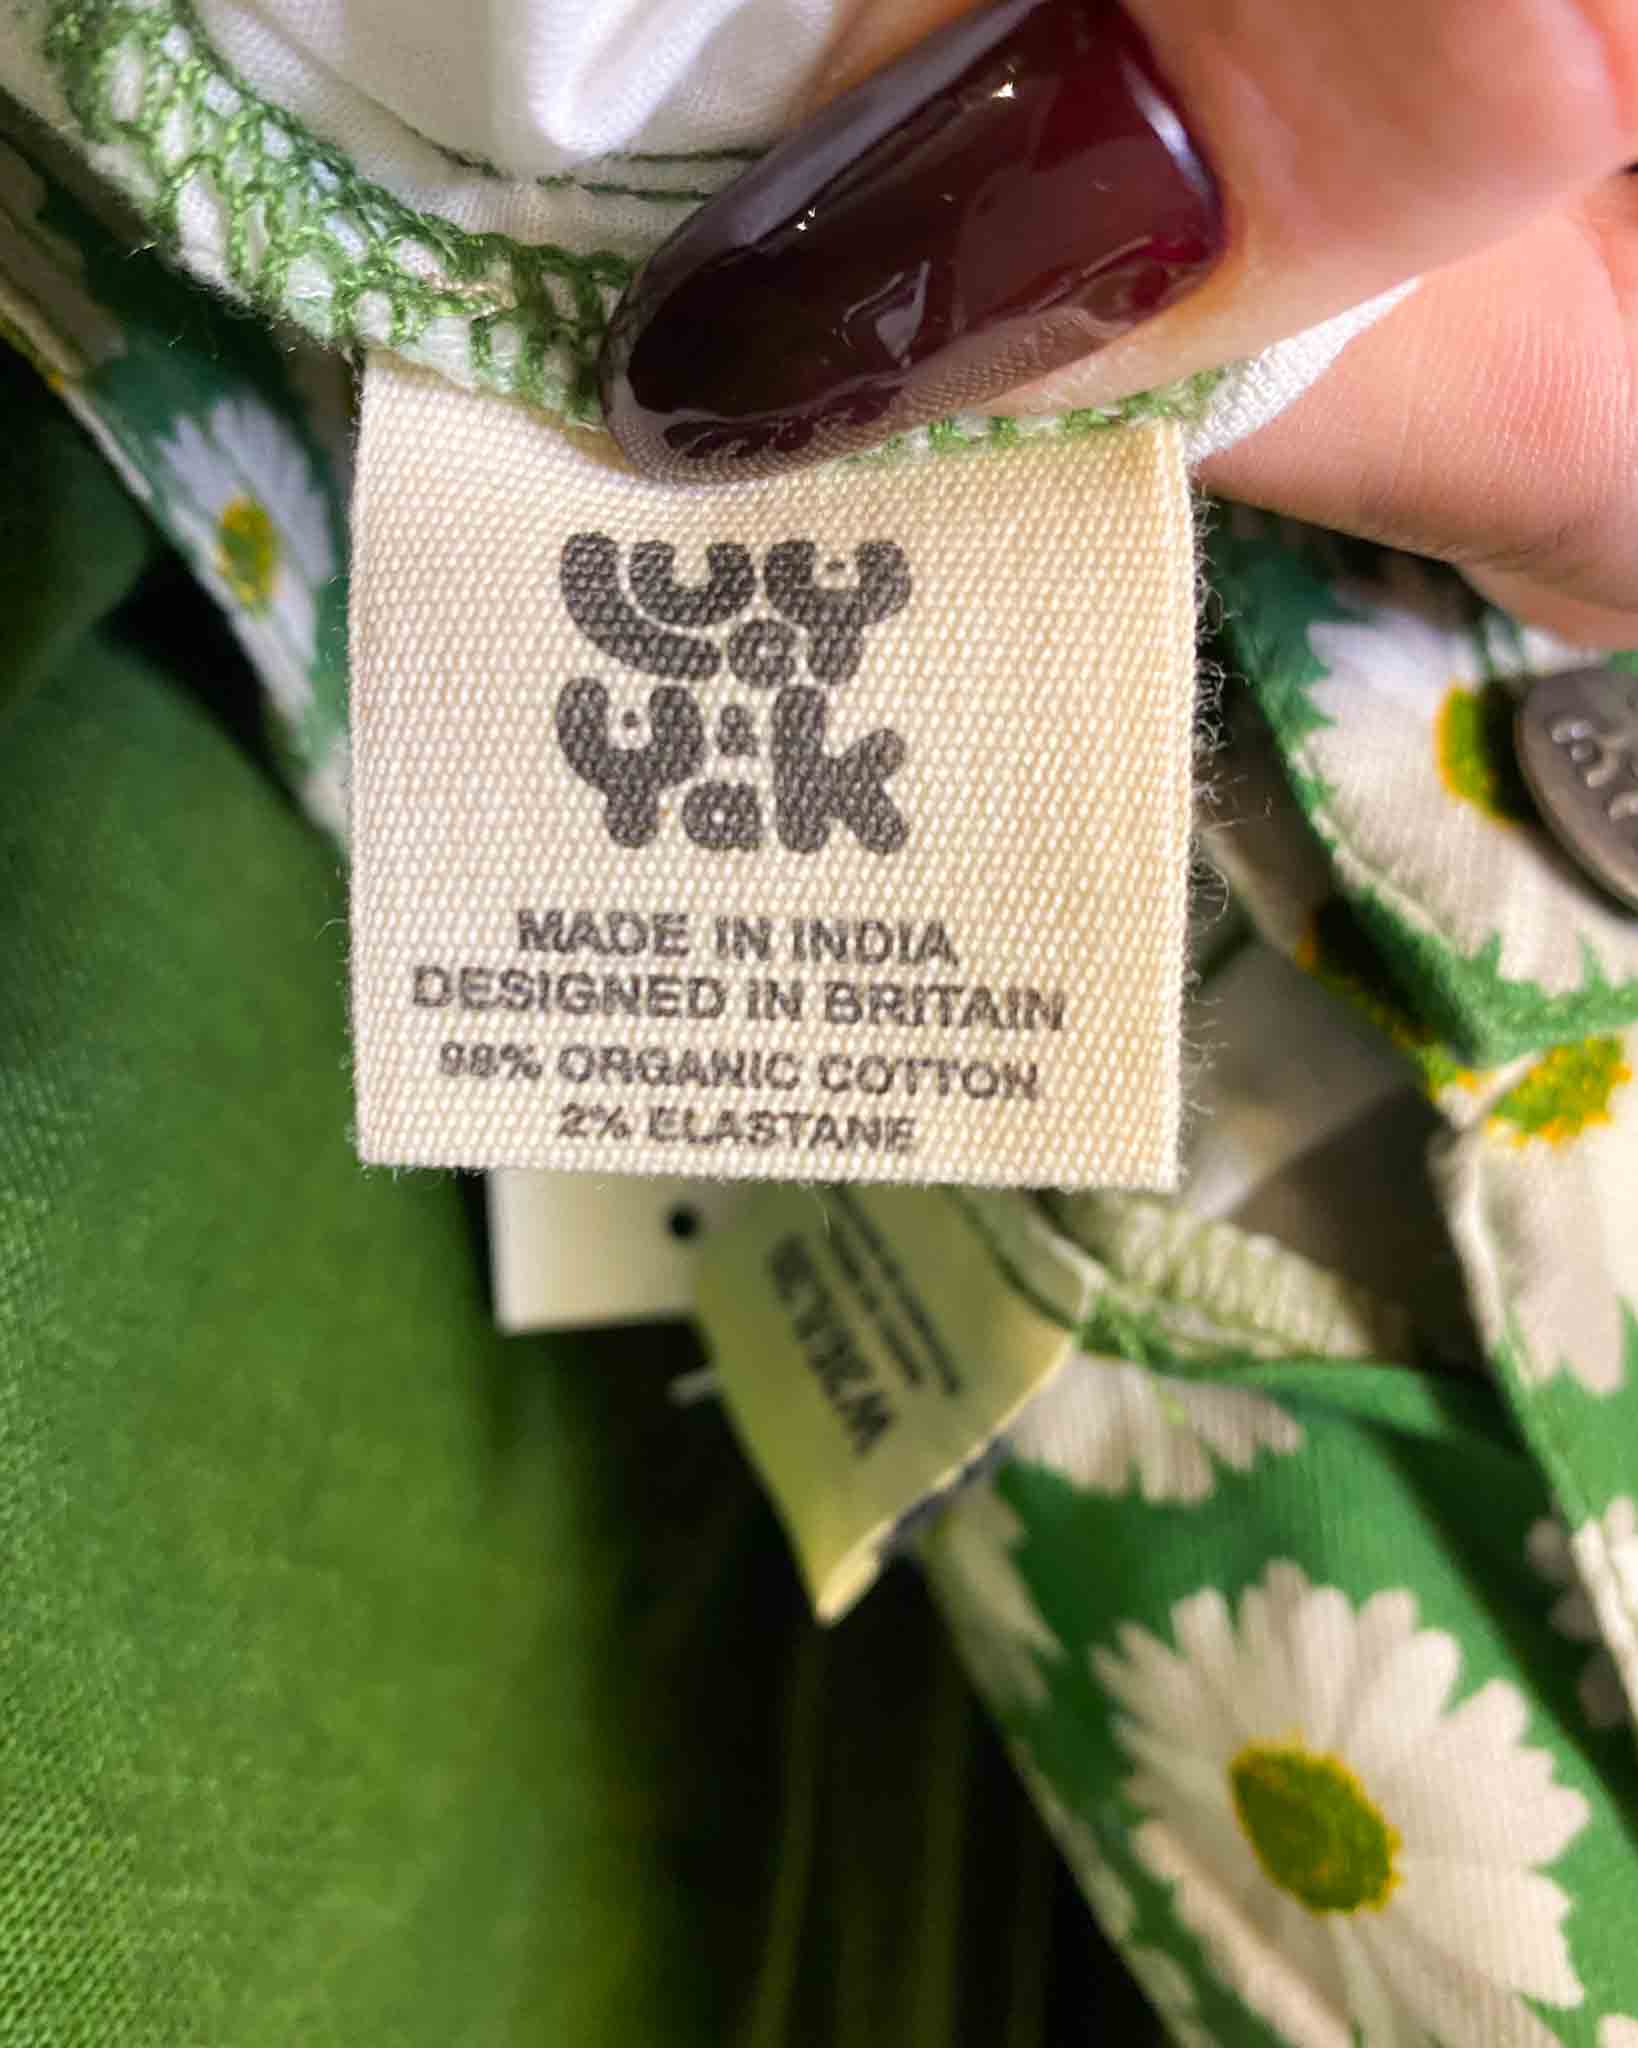 Lucy
& Yak
MADE IN INDIA
DESIGNED IN BRITAIN
98% ORGANIC COTTON
2% ELASTANE